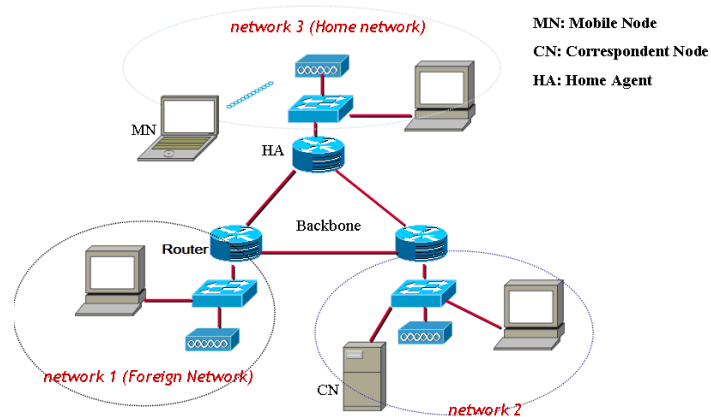 network 3 (Home network)
MN: Mobile Node
CN: Correspondent Node
HA: Home Agent
MN
HA
Backbone
Router
network 1 (Foreign Network)
CN
network 2